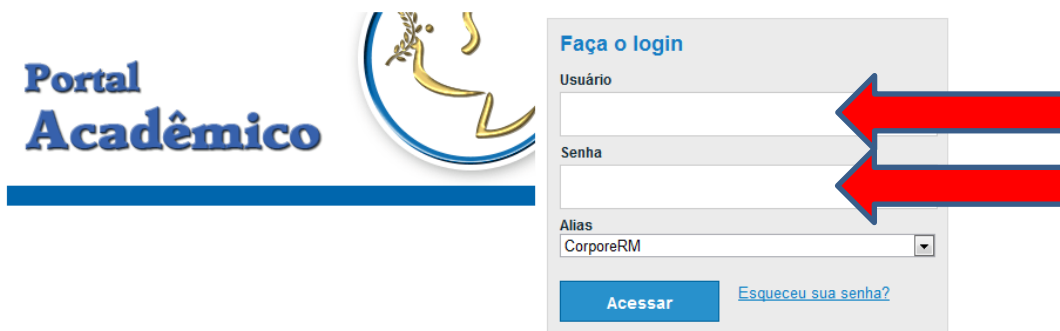 Portal
Acadêmico
Faça o login
Usuário
Senha
Alias
CorporeRM
Acessar
Esqueceu sua senha?